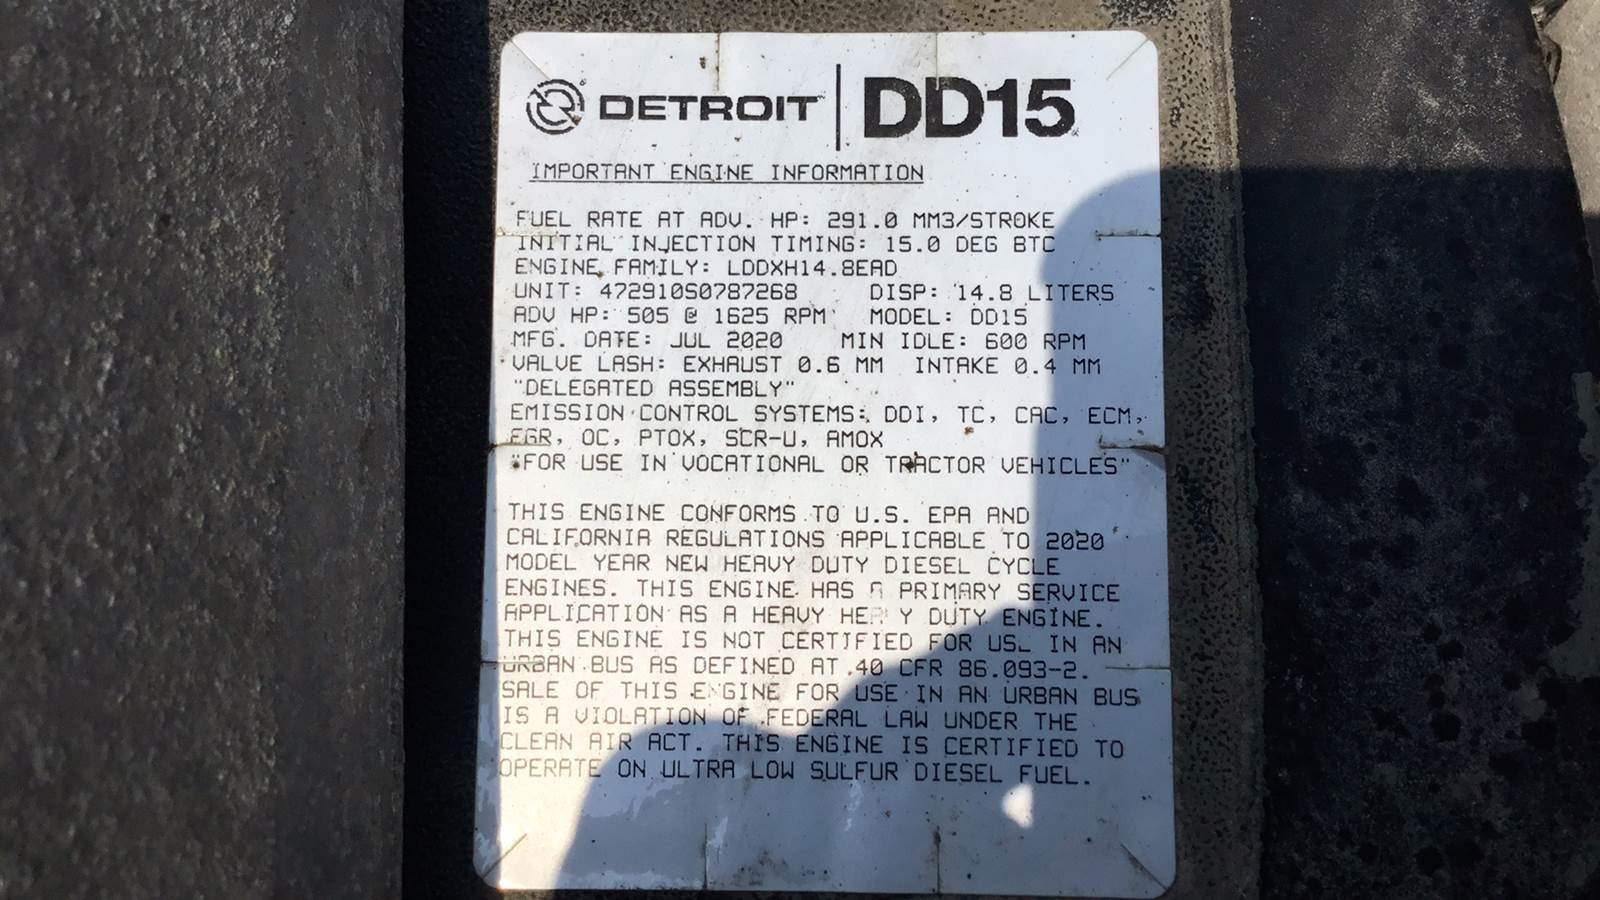 DETROIT | DD15
IMPORTANT ENGINE INFORMATION
FUEL RATE AT ADV. HP: 291.0 MM3/STROKE
INITIAL INJECTION TIMING: 15.0 DEG BTC
ENGINE FAMILY: LDDXH14.8EAD
UNIT: 472910S0787268 DISP: 14.8 LITERS
ADV HP: 505 @ 1625 RPM MODEL: DD15
MFG. DATE: JUL 2020 MIN IDLE: 600 RPM
VALVE LASH: EXHAUST 0.6 MM INTAKE 0.4 MM
"DELEGATED ASSEMBLY"
EMISSION CONTROL SYSTEMS: DDI, TC, CAC, ECM,
EGR, OC, PTOX, SCR-U, AMOX
"FOR USE IN VOCATIONAL OR TRACTOR VEHICLES"
THIS ENGINE CONFORMS TO U.S. EPA AND
CALIFORNIA REGULATIONS APPLICABLE TO 2020
MODEL YEAR NEW HEAVY DUTY DIESEL CYCLE
ENGINES. THIS ENGINE HAS A PRIMARY SERVICE
APPLICATION AS A HEAVY HEAVY DUTY ENGINE.
THIS ENGINE IS NOT CERTIFIED FOR USE IN AN
URBAN BUS AS DEFINED AT 40 CFR 86.093-2.
SALE OF THIS ENGINE FOR USE IN AN URBAN BUS
IS A VIOLATION OF FEDERAL LAW UNDER THE
CLEAN AIR ACT. THIS ENGINE IS CERTIFIED TO
OPERATE ON ULTRA LOW SULFUR DIESEL FUEL.